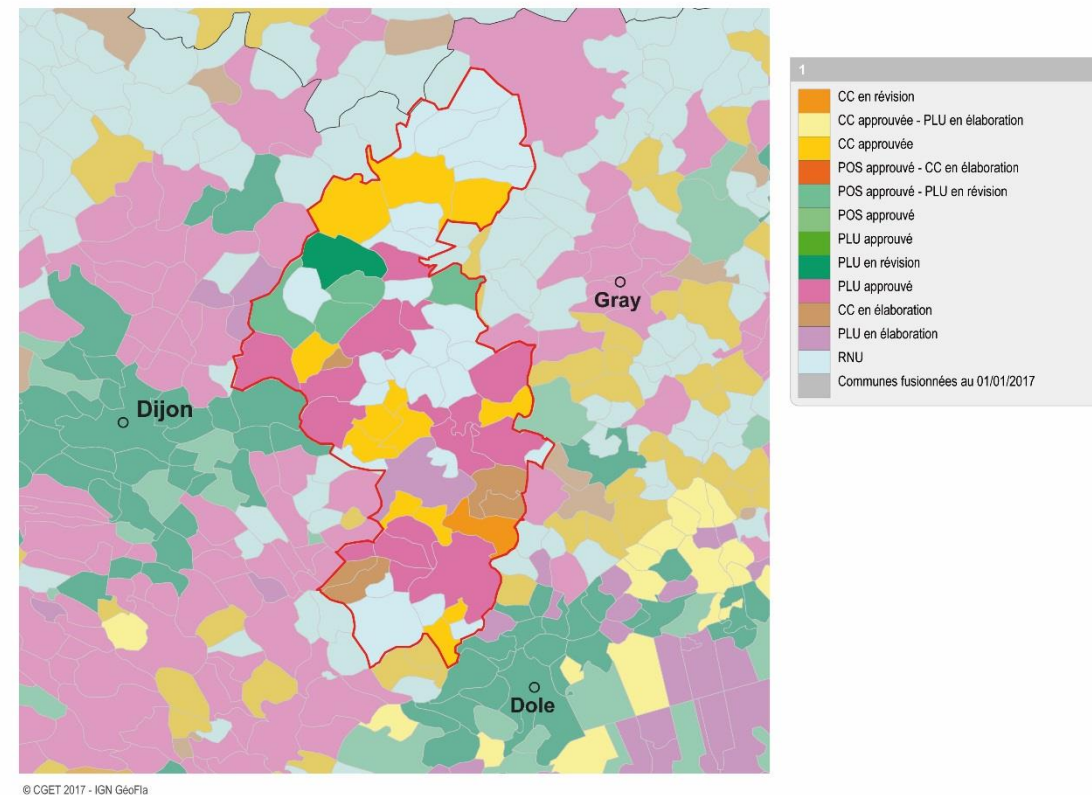 1
CC en révision
CC approuvée - PLU en élaboration
CC approuvée
POS approuvé - CC en élaboration
POS approuvé - PLU en révision
POS approuvé
PLU approuvé
PLU en révision
PLU approuvé
CC en élaboration
PLU en élaboration
RNU
Communes fusionnées au 01/01/2017
Gray
Dijon
Dole
© CGET 2017 - IGN GéoFla